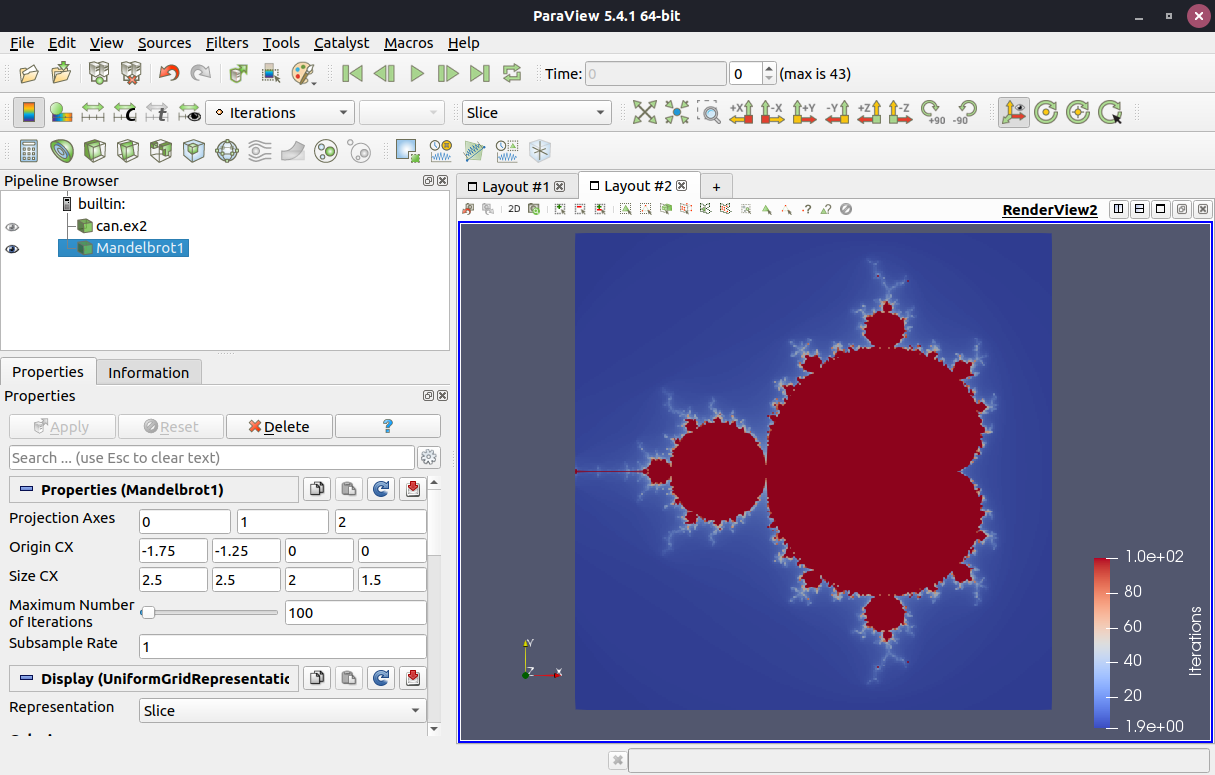 ParaView 5.4.1 64-bit
File Edit View Sources Filters Tools Catalyst Macros Help
Time: 0 0 (max is 43)
Iterations Slice +X -X +Y -Y +Z -Z +90 -90
Pipeline Browser
Layout #1 Layout #2 +
builtin:
can.ex2
Mandelbrot1
2D RenderView2
Properties Information
Properties
Apply Reset Delete ?
Search ... (use Esc to clear text)
Properties (Mandelbrot1)
Projection Axes 0 1 2
Origin CX -1.75 -1.25 0 0
Size CX 2.5 2.5 2 1.5
Maximum Number
of Iterations 100
Subsample Rate 1
Display (UniformGridRepresentatio
Representation Slice
Y
Z X
1.0e+02
80
60
40
20
1.9e+00
Iterations